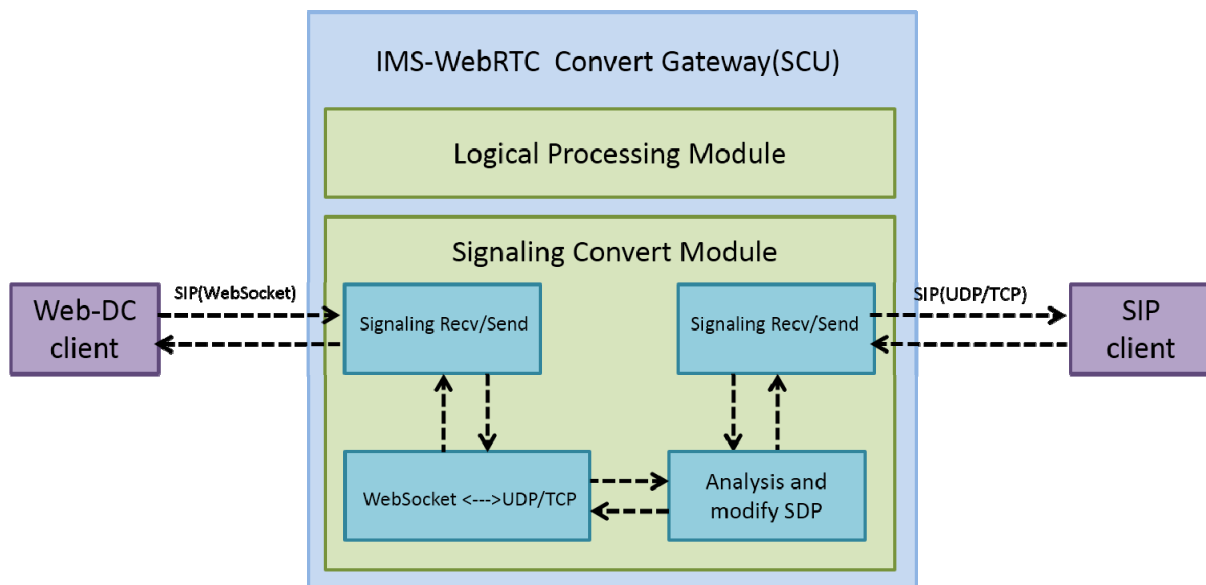 IMS-WebRTC Convert Gateway(SCU)
Logical Processing Module
Signaling Convert Module
SIP(WebSocket)
SIP(UDP/TCP)
Web-DC
client
Signaling Recv/Send
Signaling Recv/Send
SIP
client
WebSocket <--->UDP/TCP
Analysis and
modify SDP